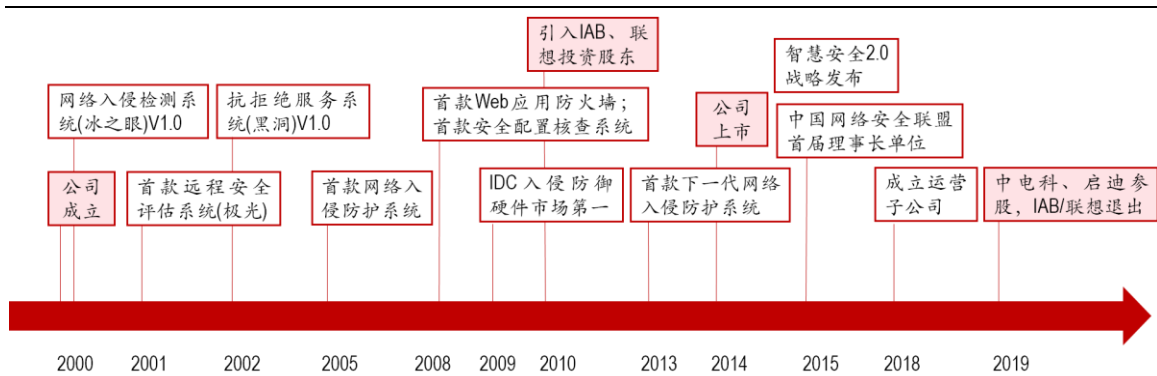 引入IAB、联
想投资股东
智慧安全2.0
战略发布
网络入侵检测系
统(冰之眼)V1.0
抗拒绝服务系
统(黑洞)V1.0
首款Web应用防火墙；
首款安全配置核查系统
公司
上市
中国网络安全联盟
首届理事长单位
公司
成立
首款远程安全
评估系统(极光)
首款网络入
侵防护系统
IDC入侵防御
硬件市场第一
首款下一代网络
入侵防护系统
成立运营
子公司
中电科、启迪参
股，IAB/联想退出
2000 2001 2002 2005 2008 2009 2010 2013 2014 2015 2018 2019